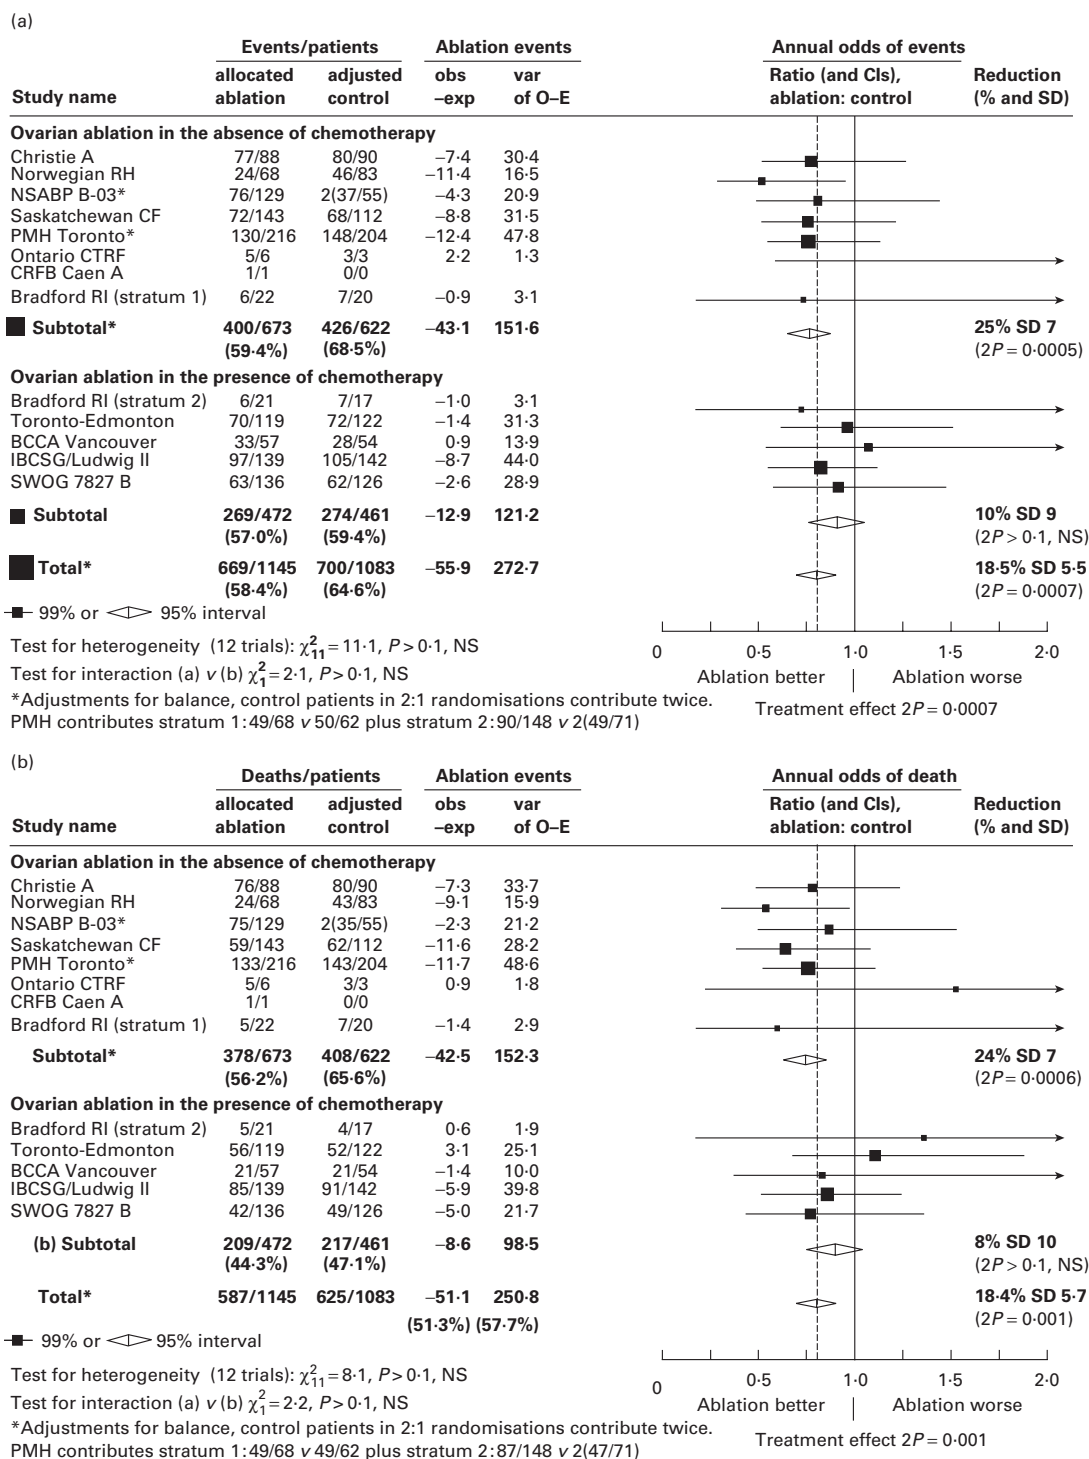 (a)
Events/patients Ablation events Annual odds of events
allocated adjusted obs var Ratio (and CIs), Reduction
Study name ablation control –exp of O–E ablation: control (% and SD)
Ovarian ablation in the absence of chemotherapy
Christie A 77/88 80/90 –7·4 30·4
Norwegian RH 24/68 46/83 –11·4 16·5
NSABP B-03* 76/129 2(37/55) –4·3 20·9
Saskatchewan CF 72/143 68/112 –8·8 31·5
PMH Toronto* 130/216 148/204 –12·4 47·8
Ontario CTRF 5/6 3/3 2·2 1·3
CRFB Caen A 1/1 0/0
Bradford RI (stratum 1) 6/22 7/20 –0·9 3·1
Subtotal* 400/673 426/622 –43·1 151·6 25% SD 7
(59·4%) (68·5%) (2P = 0·0005)
Ovarian ablation in the presence of chemotherapy
Bradford RI (stratum 2) 6/21 7/17 –1·0 3·1
Toronto-Edmonton 70/119 72/122 –1·4 31·3
BCCA Vancouver 33/57 28/54 0·9 13·9
IBCSG/Ludwig II 97/139 105/142 –8·7 44·0
SWOG 7827 B 63/136 62/126 –2·6 28·9
Subtotal 269/472 274/461 –12·9 121·2 10% SD 9
(57·0%) (59·4%) (2P > 0·1, NS)
Total* 669/1145 700/1083 –55·9 272·7 18·5% SD 5·5
(58·4%) (64·6%) (2P = 0·0007)
99% or 95% interval
Test for heterogeneity (12 trials): χ²₁₁ = 11·1, P > 0·1, NS
0 0·5 1·0 1·5 2·0
Test for interaction (a) v (b) χ²₁ = 2·1, P > 0·1, NS
Ablation better Ablation worse
*Adjustments for balance, control patients in 2:1 randomisations contribute twice.
Treatment effect 2P = 0·0007
PMH contributes stratum 1:49/68 v 50/62 plus stratum 2:90/148 v 2(49/71)
(b)
Deaths/patients Ablation events Annual odds of death
allocated adjusted obs var Ratio (and CIs), Reduction
Study name ablation control –exp of O–E ablation: control (% and SD)
Ovarian ablation in the absence of chemotherapy
Christie A 76/88 80/90 –7·3 33·7
Norwegian RH 24/68 43/83 –9·1 15·9
NSABP B-03* 75/129 2(35/55) –2·3 21·2
Saskatchewan CF 59/143 62/112 –11·6 28·2
PMH Toronto* 133/216 143/204 –11·7 48·6
Ontario CTRF 5/6 3/3 0·9 1·8
CRFB Caen A 1/1 0/0
Bradford RI (stratum 1) 5/22 7/20 –1·4 2·9
Subtotal* 378/673 408/622 –42·5 152·3 24% SD 7
(56·2%) (65·6%) (2P = 0·0006)
Ovarian ablation in the presence of chemotherapy
Bradford RI (stratum 2) 5/21 4/17 0·6 1·9
Toronto-Edmonton 56/119 52/122 3·1 25·1
BCCA Vancouver 21/57 21/54 –1·4 10·0
IBCSG/Ludwig II 85/139 91/142 –5·9 39·8
SWOG 7827 B 42/136 49/126 –5·0 21·7
(b) Subtotal 209/472 217/461 –8·6 98·5 8% SD 10
(44·3%) (47·1%) (2P > 0·1, NS)
Total* 587/1145 625/1083 –51·1 250·8 18·4% SD 5·7
(51·3%) (57·7%) (2P = 0·001)
99% or 95% interval
Test for heterogeneity (12 trials): χ²₁₁ = 8·1, P > 0·1, NS
0 0·5 1·0 1·5 2·0
Test for interaction (a) v (b) χ²₁ = 2·2, P > 0·1, NS
Ablation better Ablation worse
*Adjustments for balance, control patients in 2:1 randomisations contribute twice.
Treatment effect 2P = 0·001
PMH contributes stratum 1:49/68 v 49/62 plus stratum 2:87/148 v 2(47/71)